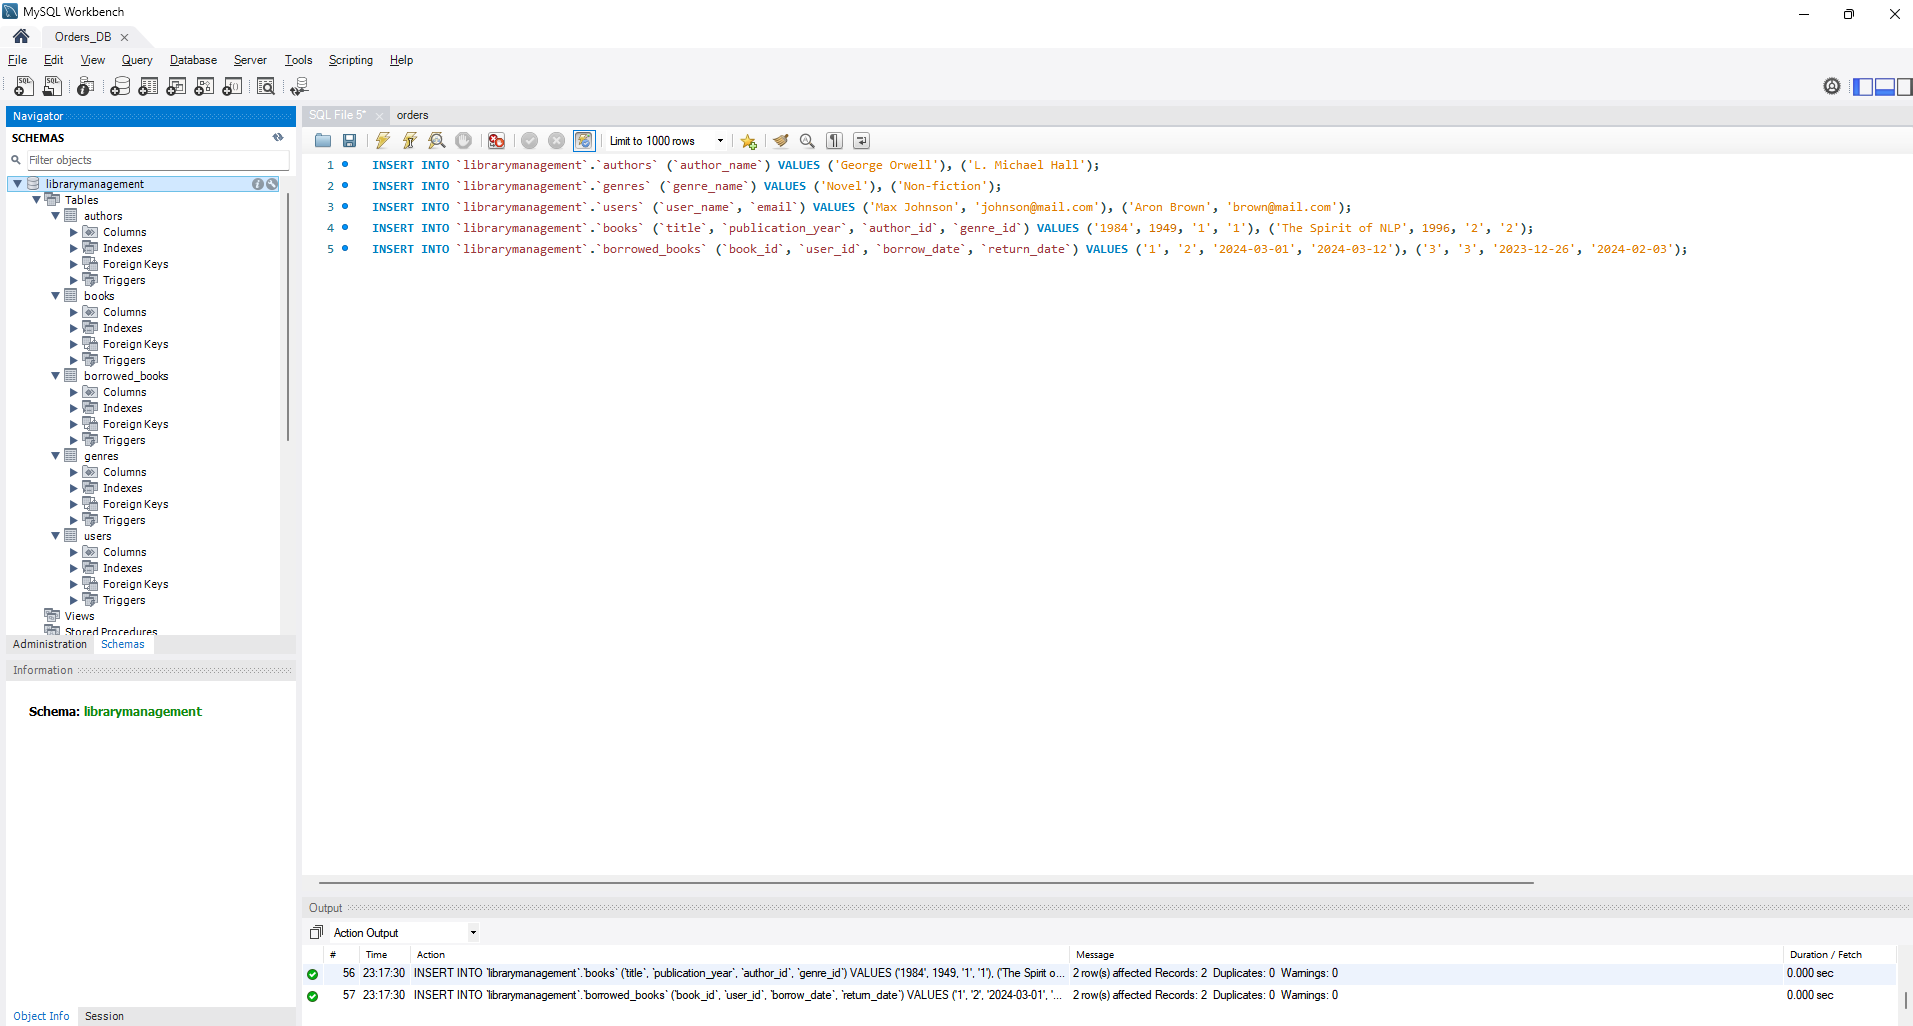 MySQL Workbench
Orders_DB
File Edit View Query Database Server Tools Scripting Help
Navigator
SCHEMAS
Filter objects
librarymanagement
Tables
authors
Columns
Indexes
Foreign Keys
Triggers
books
Columns
Indexes
Foreign Keys
Triggers
borrowed_books
Columns
Indexes
Foreign Keys
Triggers
genres
Columns
Indexes
Foreign Keys
Triggers
users
Columns
Indexes
Foreign Keys
Triggers
Views
Stored Procedures
Administration Schemas
Information
Schema: librarymanagement
Object Info Session
SQL File 5* orders
Limit to 1000 rows
1 INSERT INTO `librarymanagement`.`authors` (`author_name`) VALUES ('George Orwell'), ('L. Michael Hall');
2 INSERT INTO `librarymanagement`.`genres` (`genre_name`) VALUES ('Novel'), ('Non-fiction');
3 INSERT INTO `librarymanagement`.`users` (`user_name`, `email`) VALUES ('Max Johnson', 'johnson@mail.com'), ('Aron Brown', 'brown@mail.com');
4 INSERT INTO `librarymanagement`.`books` (`title`, `publication_year`, `author_id`, `genre_id`) VALUES ('1984', 1949, '1', '1'), ('The Spirit of NLP', 1996, '2', '2');
5 INSERT INTO `librarymanagement`.`borrowed_books` (`book_id`, `user_id`, `borrow_date`, `return_date`) VALUES ('1', '2', '2024-03-01', '2024-03-12'), ('3', '3', '2023-12-26', '2024-02-03');
Output
Action Output
# Time Action Message Duration / Fetch
56 23:17:30 INSERT INTO `librarymanagement`.`books` (`title`, `publication_year`, `author_id`, `genre_id`) VALUES ('1984', 1949, '1', '1'), ('The Spirit o... 2 row(s) affected Records: 2 Duplicates: 0 Warnings: 0 0.000 sec
57 23:17:30 INSERT INTO `librarymanagement`.`borrowed_books` (`book_id`, `user_id`, `borrow_date`, `return_date`) VALUES ('1', '2', '2024-03-01', '... 2 row(s) affected Records: 2 Duplicates: 0 Warnings: 0 0.000 sec